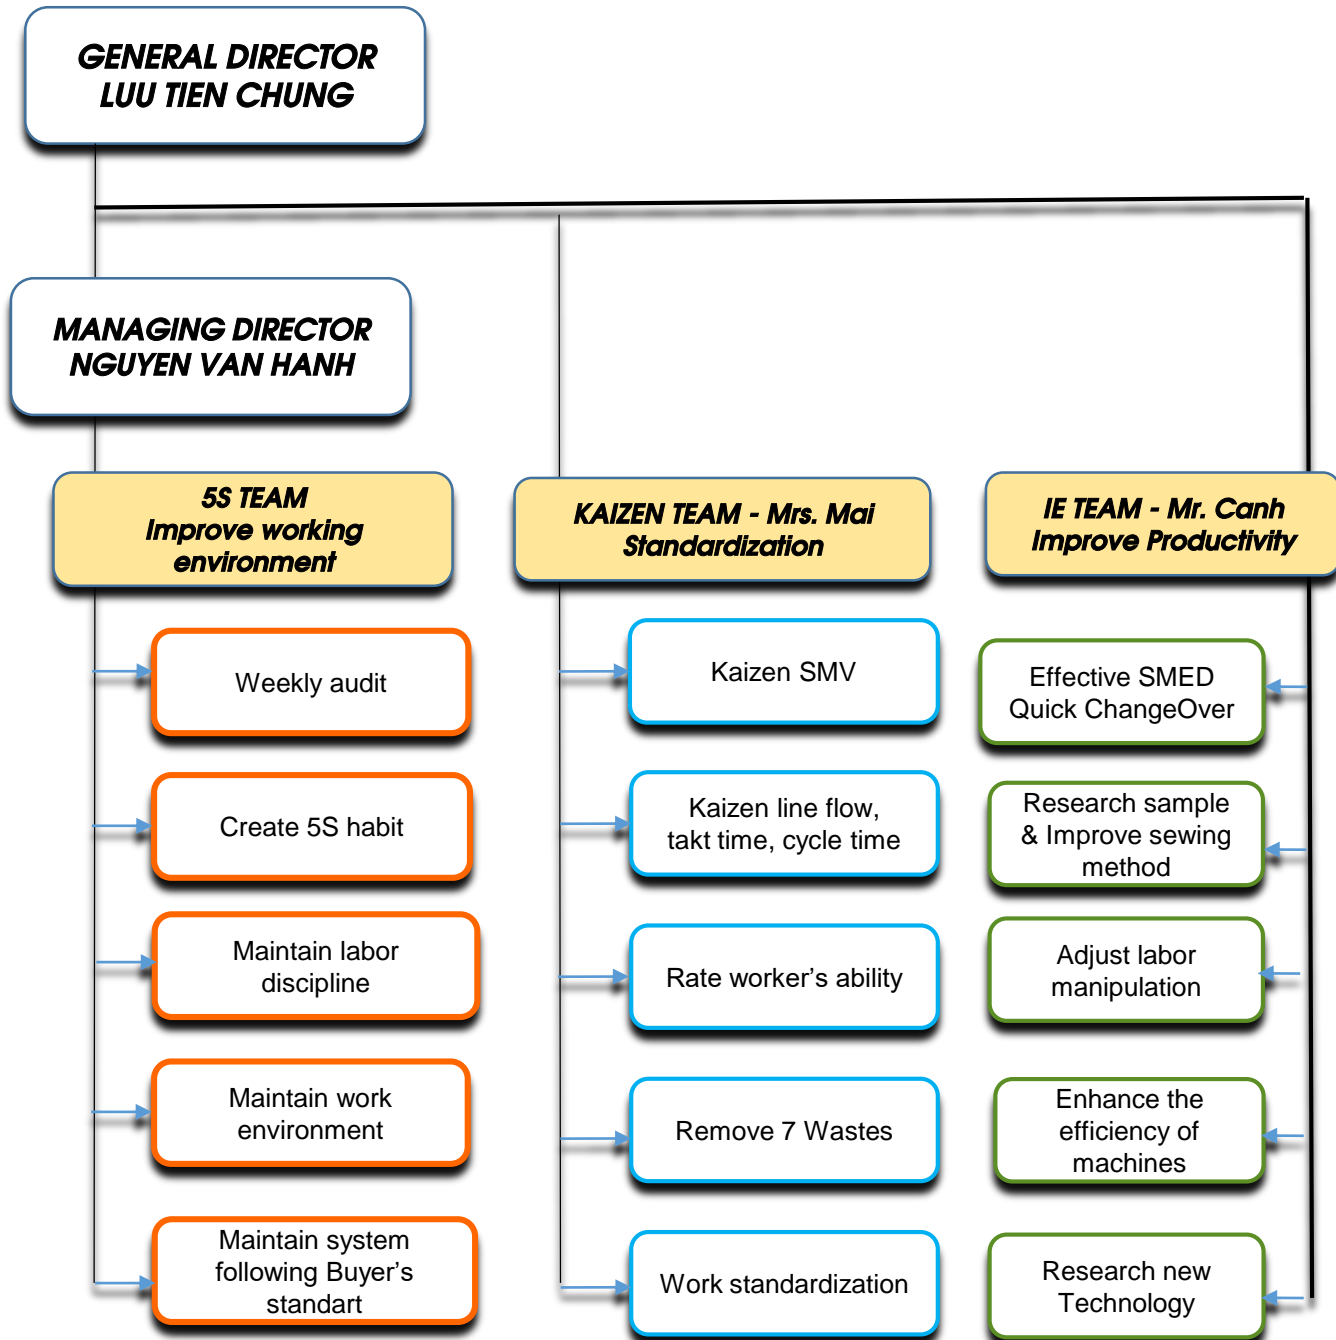 GENERAL DIRECTOR
LUU TIEN CHUNG
MANAGING DIRECTOR
NGUYEN VAN HANH
5S TEAM
Improve working
environment
Weekly audit
Create 5S habit
Maintain labor
discipline
Maintain work
environment
Maintain system
following Buyer's
standart
KAIZEN TEAM - Mrs. Mai
Standardization
Kaizen SMV
Kaizen line flow,
takt time, cycle time
Rate worker's ability
Remove 7 Wastes
Work standardization
IE TEAM - Mr. Canh
Improve Productivity
Effective SMED
Quick ChangeOver
Research sample
& Improve sewing
method
Adjust labor
manipulation
Enhance the
efficiency of
machines
Research new
Technology